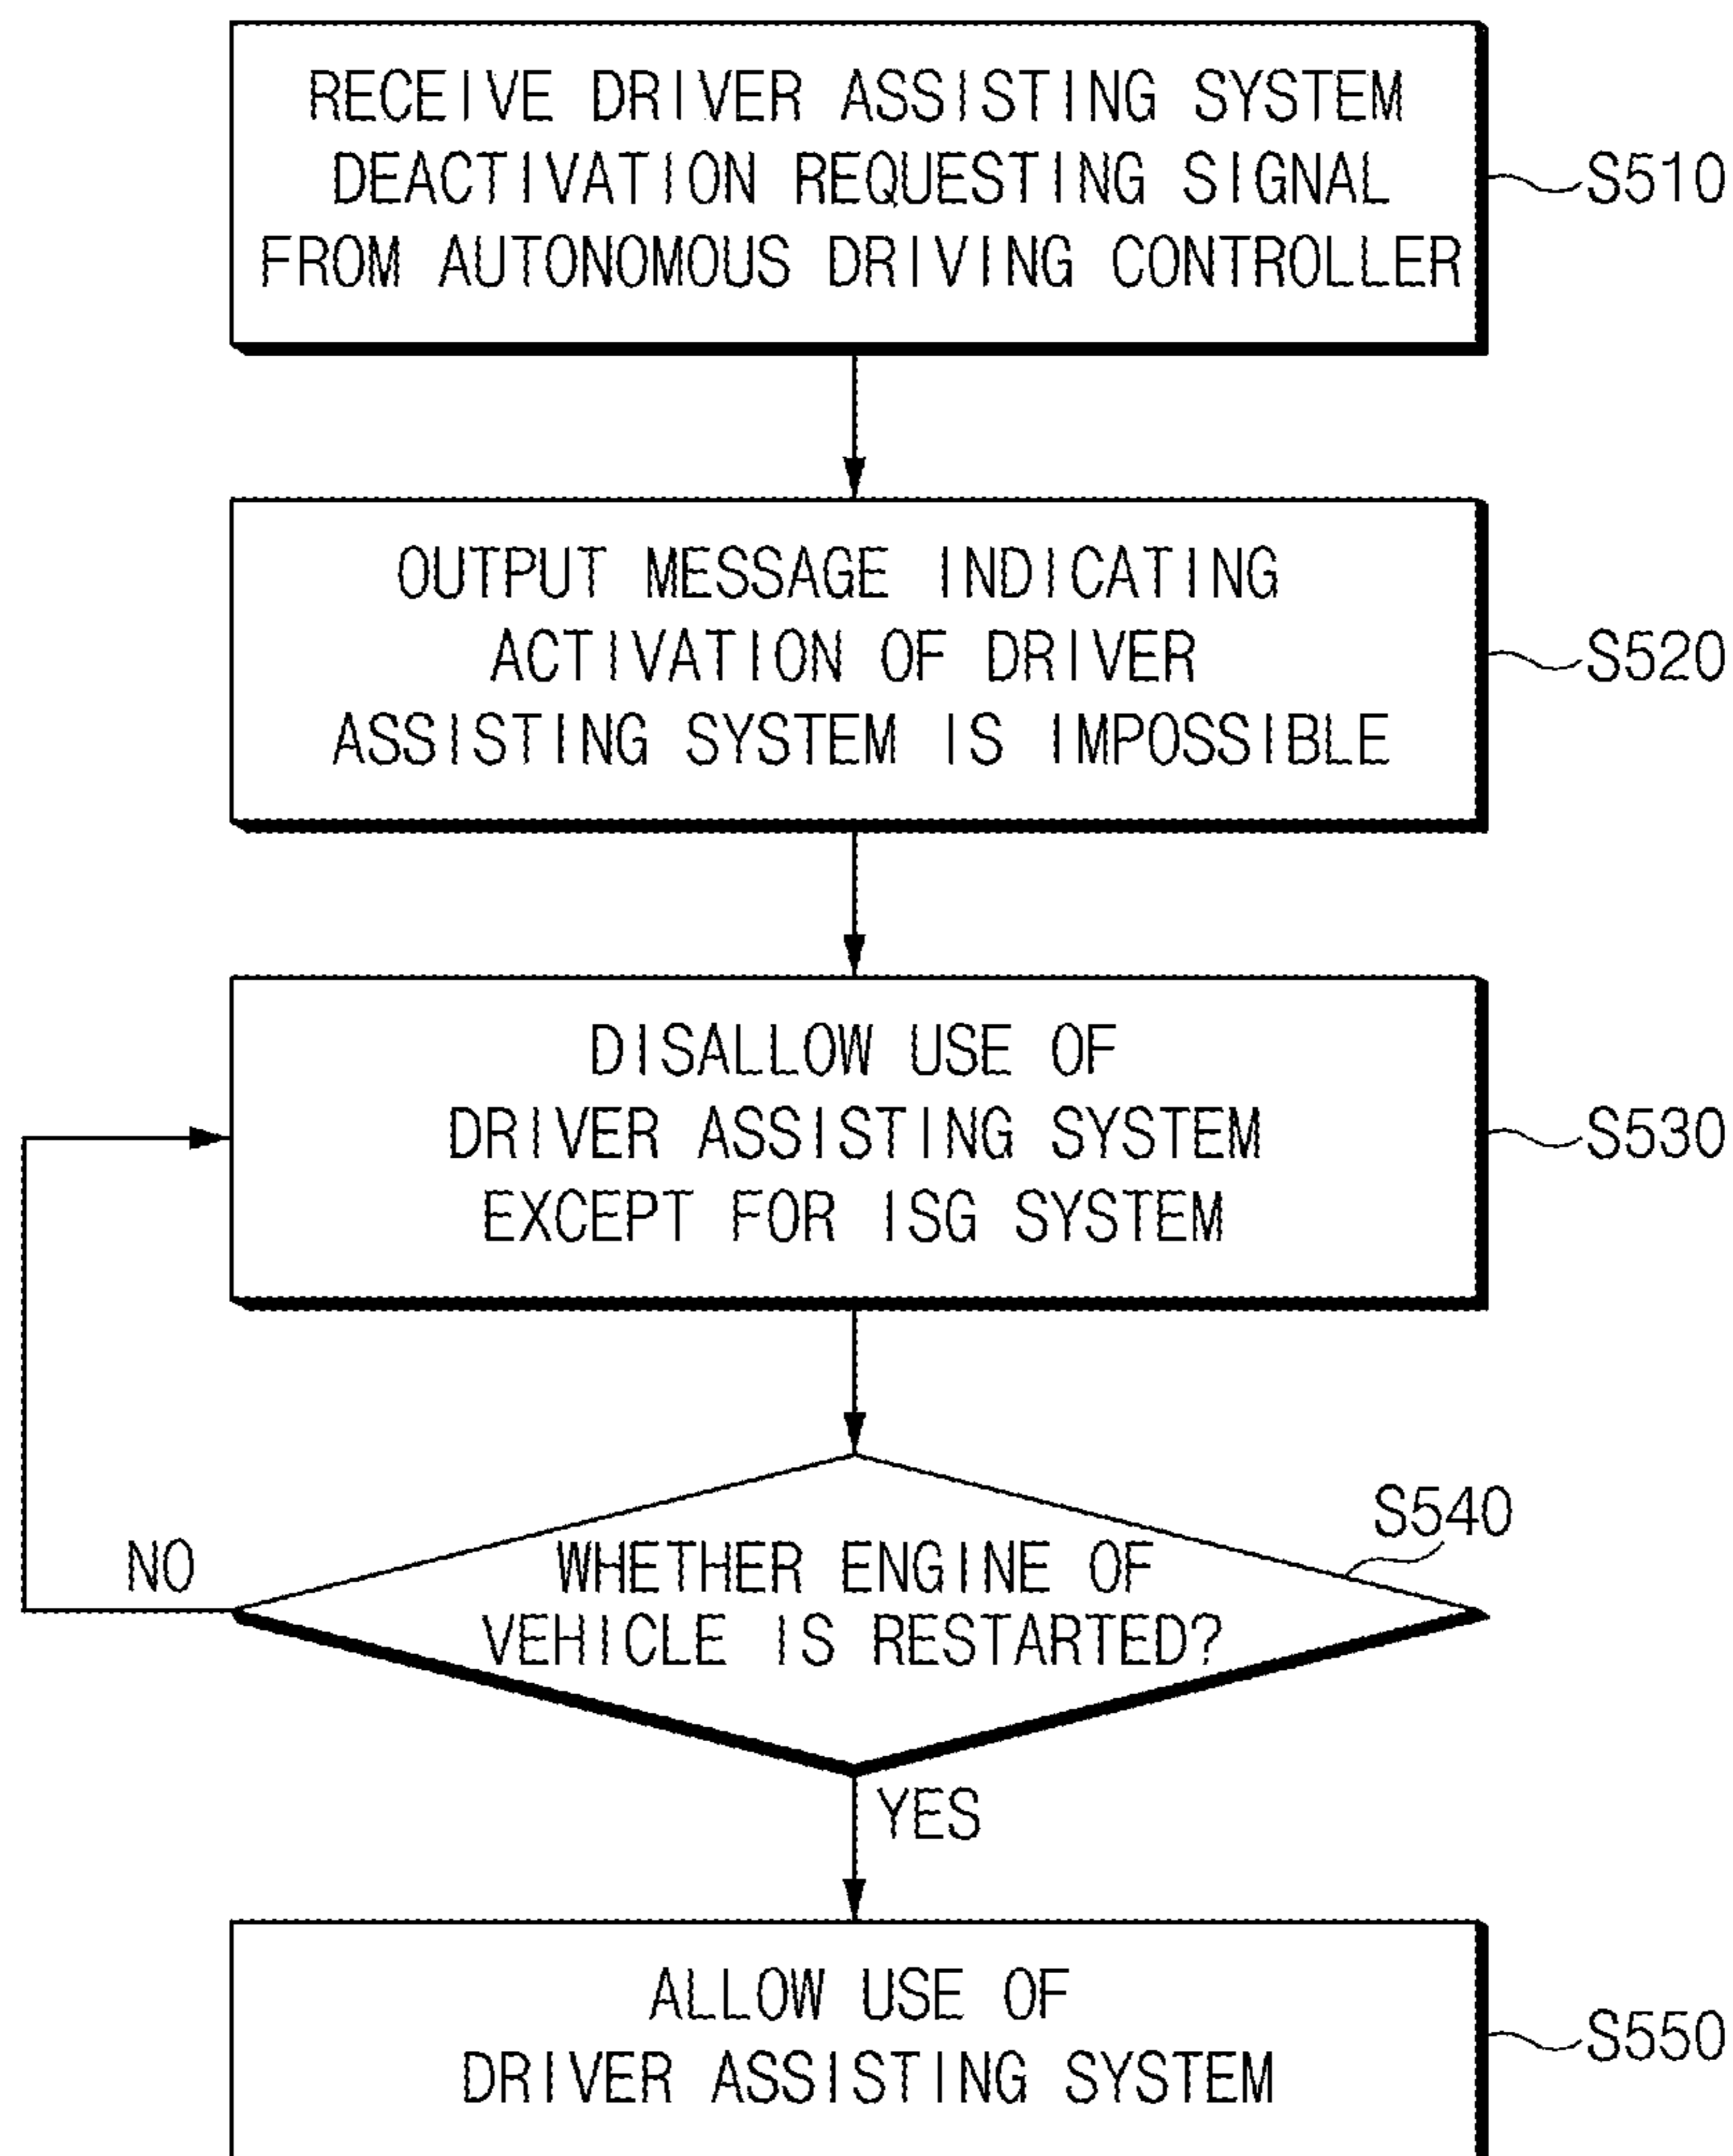 RECEIVE DRIVER ASSISTING SYSTEM
DEACTIVATION REQUESTING SIGNAL
FROM AUTONOMOUS DRIVING CONTROLLER
S510
OUTPUT MESSAGE INDICATING
ACTIVATION OF DRIVER
ASSISTING SYSTEM IS IMPOSSIBLE
S520
DISALLOW USE OF
DRIVER ASSISTING SYSTEM
EXCEPT FOR ISG SYSTEM
S530
S540
NO
WHETHER ENGINE OF
VEHICLE IS RESTARTED?
YES
ALLOW USE OF
DRIVER ASSISTING SYSTEM
S550